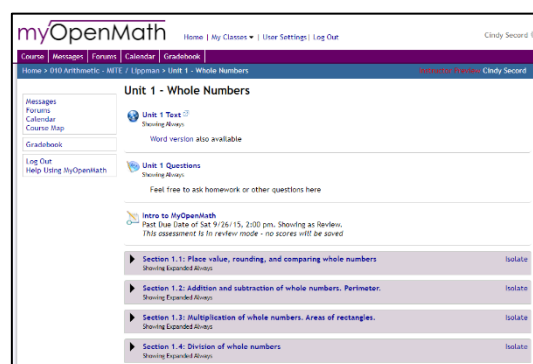 myOpenMath
Home | My Classes ▾ | User Settings | Log Out
Cindy Secord
Course Messages Forums Calendar Gradebook
Home > 010 Arithmetic - MITE / Lippman > Unit 1 - Whole Numbers
Cindy Secord
Unit 1 - Whole Numbers
Messages
Forums
Calendar
Course Map
Gradebook
Log Out
Help Using MyOpenMath
Unit 1 Text
Showing Always
Word version also available
Unit 1 Questions
Showing Always
Feel free to ask homework or other questions here
Intro to MyOpenMath
Past Due Date of Sat 9/26/15, 2:00 pm. Showing as Review.
This assessment is in review mode - no scores will be saved
Section 1.1: Place value, rounding, and comparing whole numbers Isolate
Showing Expanded Always
Section 1.2: Addition and subtraction of whole numbers. Perimeter. Isolate
Showing Expanded Always
Section 1.3: Multiplication of whole numbers. Areas of rectangles. Isolate
Showing Expanded Always
Section 1.4: Division of whole numbers Isolate
Showing Expanded Always